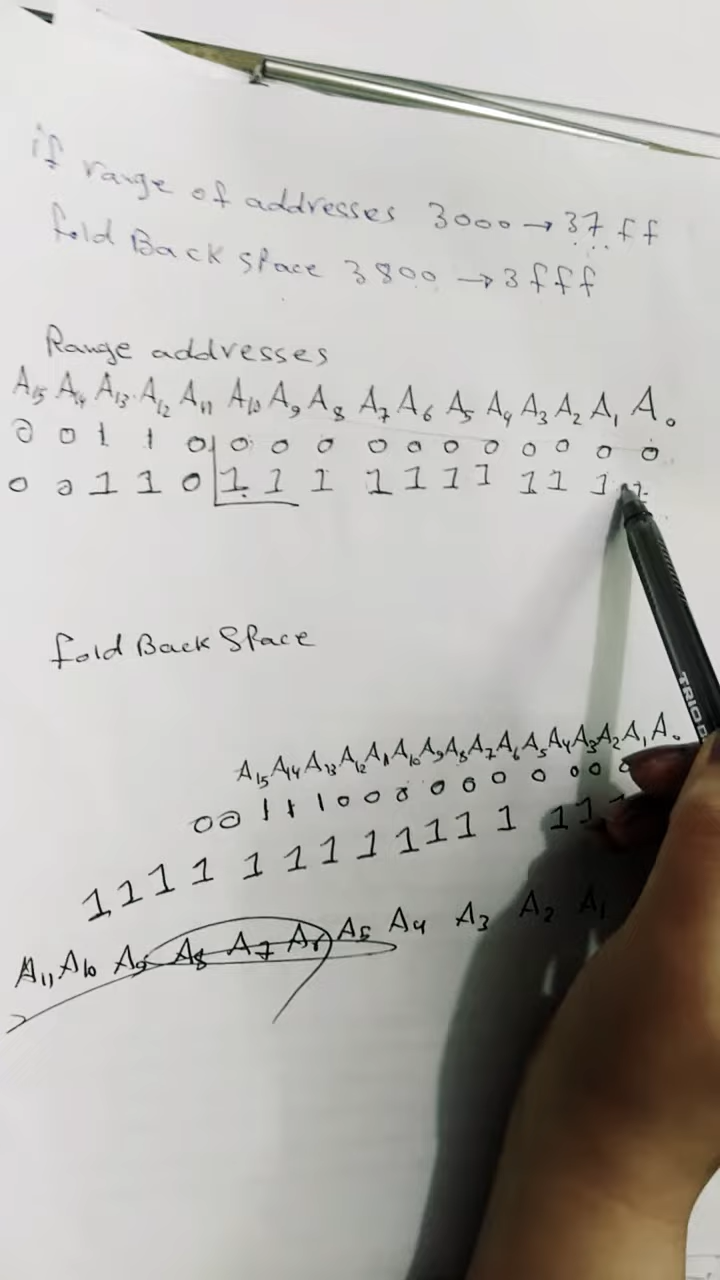 if range of addresses 3000 → 37ff
fold Back space 3800 → 3fff
Range addresses
A15 A14 A13 A12 A11 A10 A9 A8 A7 A6 A5 A4 A3 A2 A1 A0
0 0 1 1 0 0 0 0 0 0 0 0 0 0 0 0
0 0 1 1 0 1 1 1 1 1 1 1 1 1 1 1
fold Back Space
A15 A14 A13 A12 A11 A10 A9 A8 A7 A6 A5 A4 A3 A2 A1 A0
0 0 1 1 1 0 0 0 0 0 0 0 0 0
1 1 1 1 1 1 1 1 1 1 1 1 1 1
A11 A10 A9 A8 A7 A6 A5 A4 A3 A2 A1
TRIO